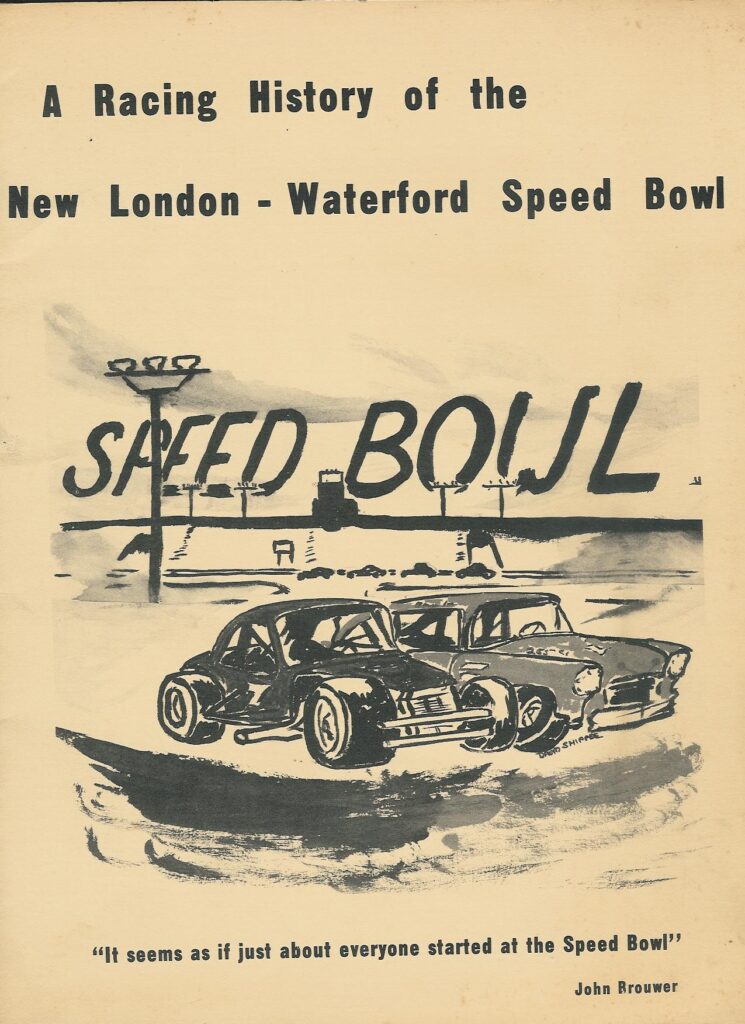 A Racing History of the
New London - Waterford Speed Bowl
SPEED BOWL
"It seems as if just about everyone started at the Speed Bowl"
John Brouwer